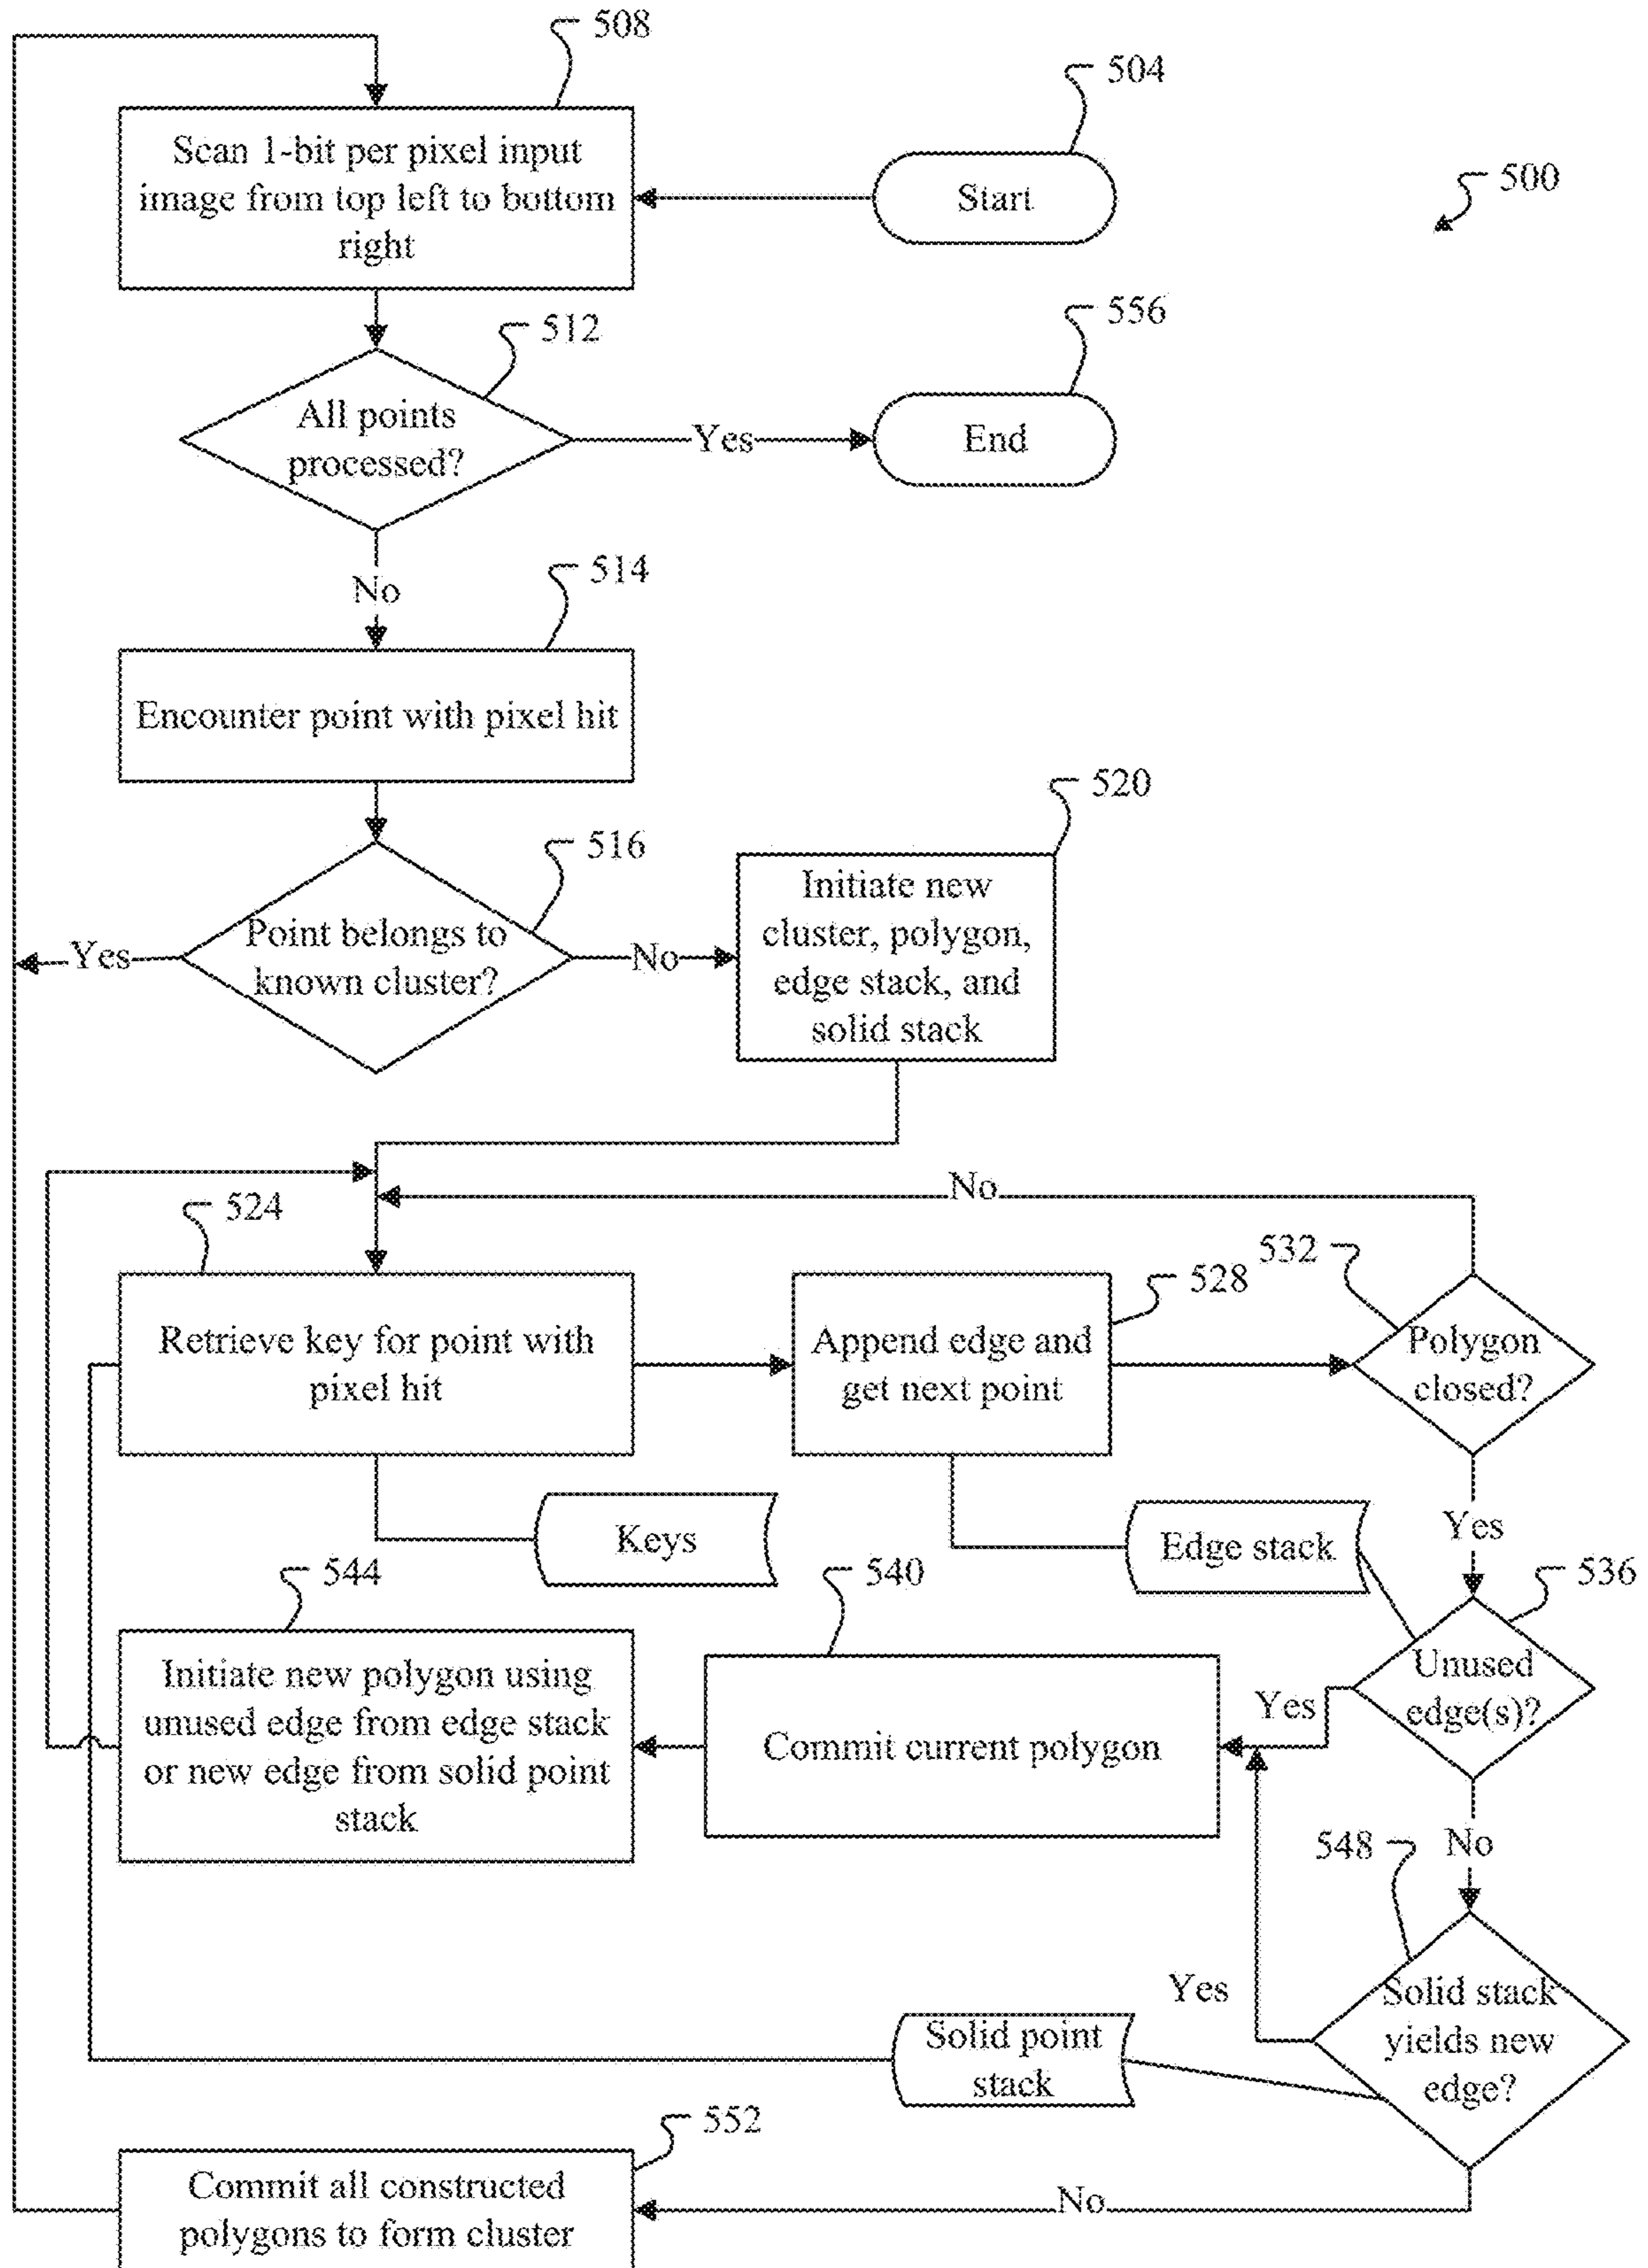 508
504
Scan 1-bit per pixel input
image from top left to bottom
right
Start
500
512
556
All points
processed?
Yes
End
No
514
Encounter point with pixel hit
520
516
Initiate new
cluster, polygon,
edge stack, and
solid stack
Point belongs to
known cluster?
Yes
No
No
524
532
528
Retrieve key for point with
pixel hit
Append edge and
get next point
Polygon
closed?
Keys
Edge stack
Yes
544
540
536
Initiate new polygon using
unused edge from edge stack
or new edge from solid point
stack
Commit current polygon
Yes
Unused
edge(s)?
548
No
Yes
Solid stack
yields new
edge?
Solid point
stack
552
Commit all constructed
polygons to form cluster
No